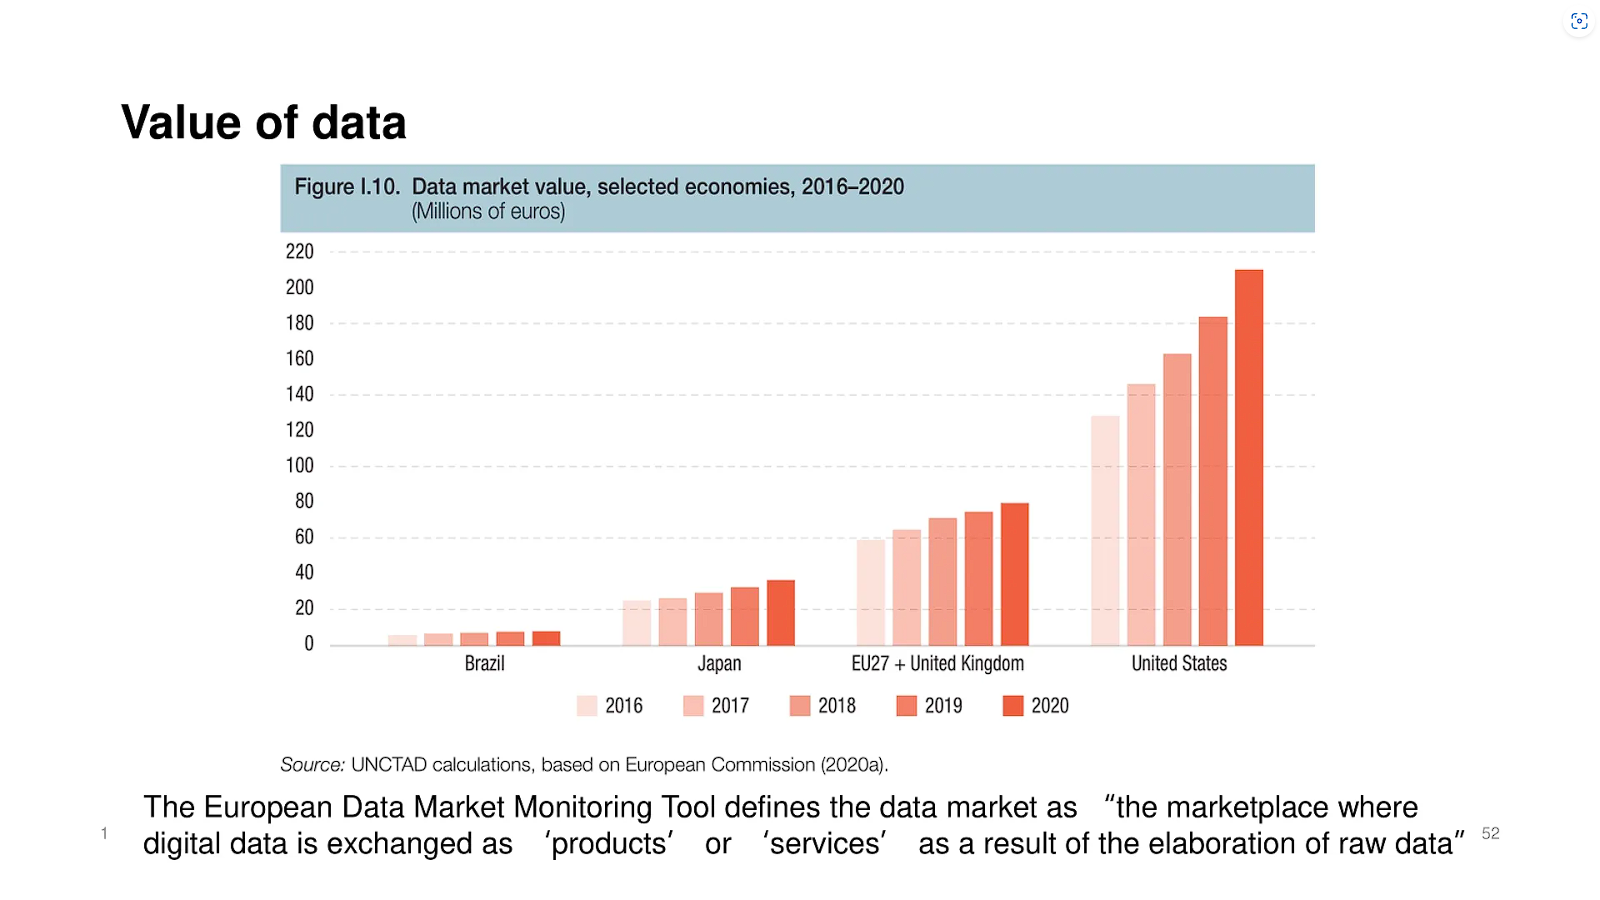 Value of data
Figure I.10. Data market value, selected economies, 2016–2020
(Millions of euros)
220
200
180
160
140
120
100
80
60
40
20
0
Brazil Japan EU27 + United Kingdom United States
2016 2017 2018 2019 2020
Source: UNCTAD calculations, based on European Commission (2020a).
The European Data Market Monitoring Tool defines the data market as “the marketplace where
digital data is exchanged as ‘products’ or ‘services’ as a result of the elaboration of raw data”
1
52